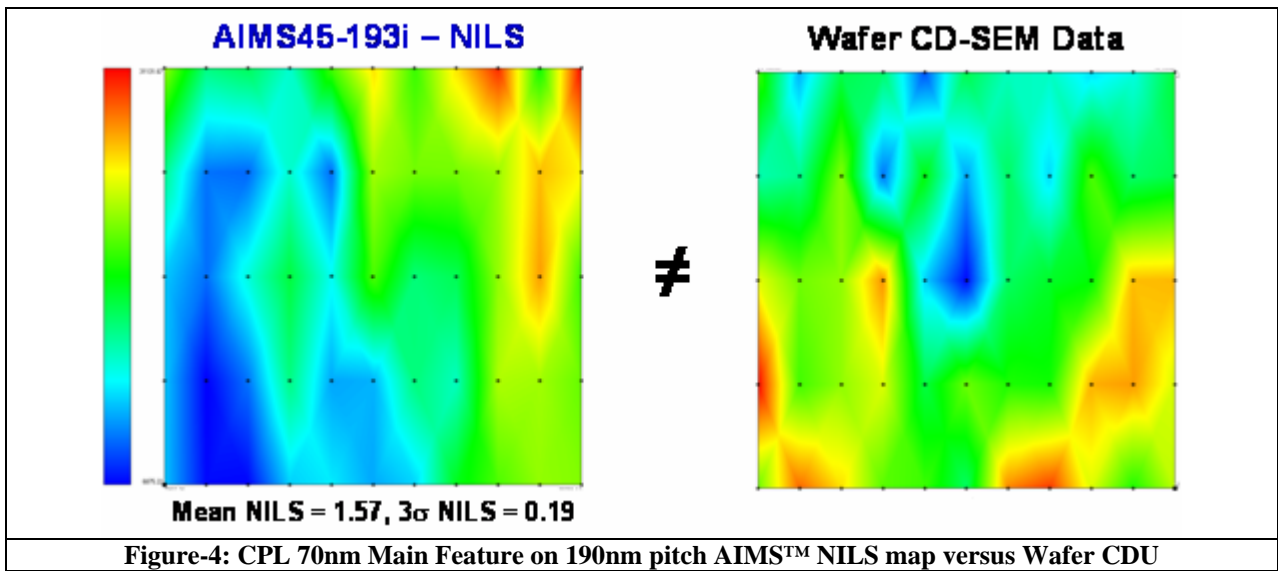 AIMS45-193i – NILS
Wafer CD-SEM Data
≠
Mean NILS = 1.57, 3σ NILS = 0.19
Figure-4: CPL 70nm Main Feature on 190nm pitch AIMS™ NILS map versus Wafer CDU